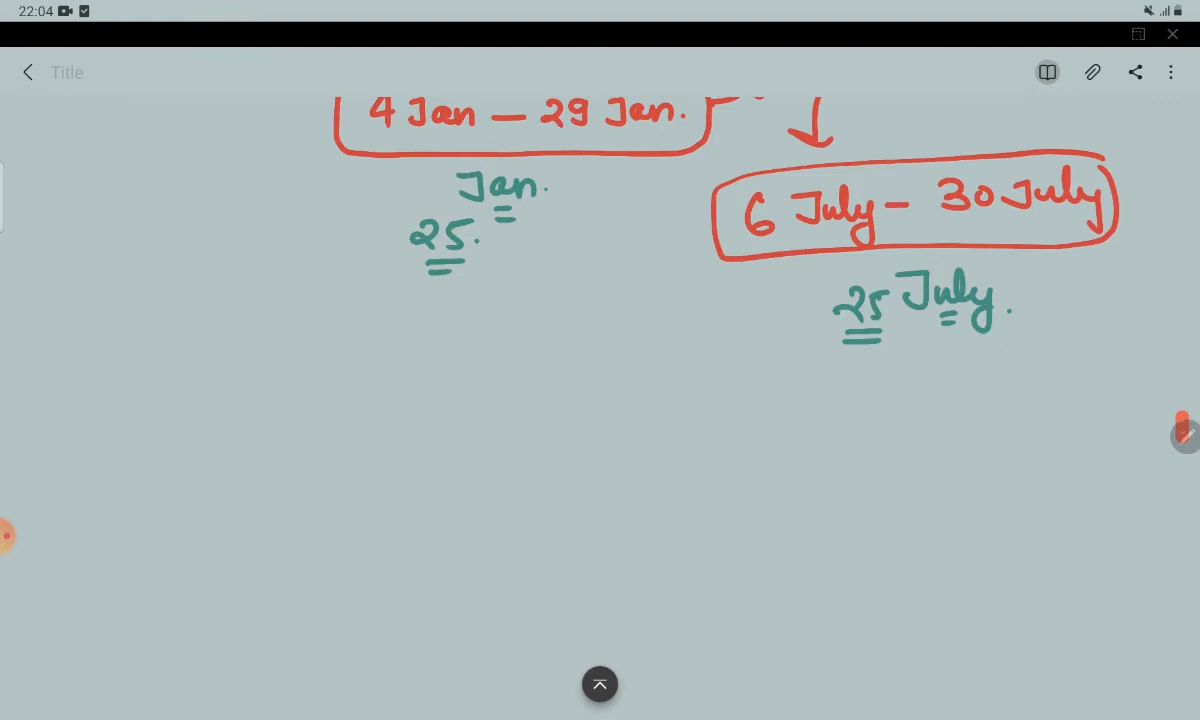 22:04
Title
4 Jan – 29 Jan.
Jan.
25.
6 July – 30 July
25 July.